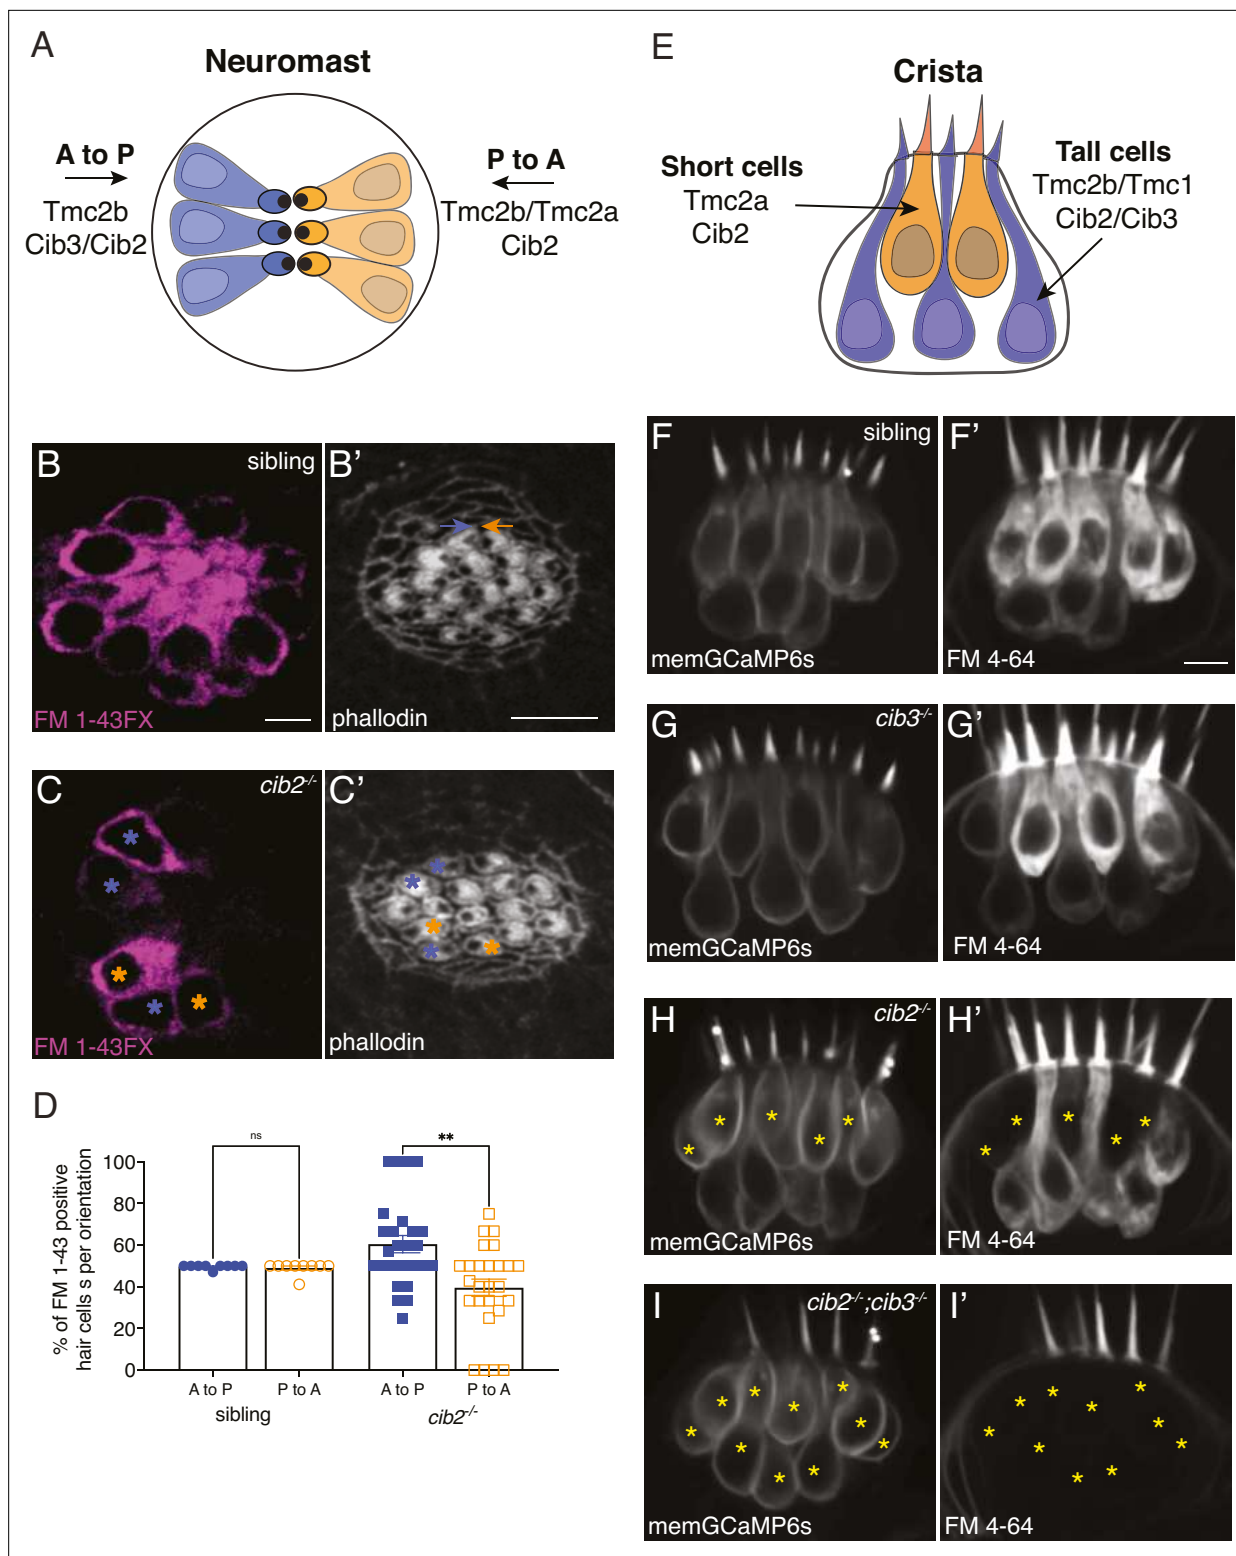 A
Neuromast
A to P
Tmc2b
Cib3/Cib2
P to A
Tmc2b/Tmc2a
Cib2
B
sibling
FM 1-43FX
B'
phallodin
C
cib2-/-
FM 1-43FX
C'
phallodin
D
% of FM 1-43 positive
hair cells s per orientation
100
80
60
40
20
0
ns
**
A to P
P to A
A to P
P to A
sibling
cib2-/-
E
Crista
Short cells
Tmc2a
Cib2
Tall cells
Tmc2b/Tmc1
Cib2/Cib3
F
sibling
memGCaMP6s
F'
FM 4-64
G
cib3-/-
memGCaMP6s
G'
FM 4-64
H
cib2-/-
memGCaMP6s
H'
FM 4-64
I
cib2-/-;cib3-/-
memGCaMP6s
I'
FM 4-64